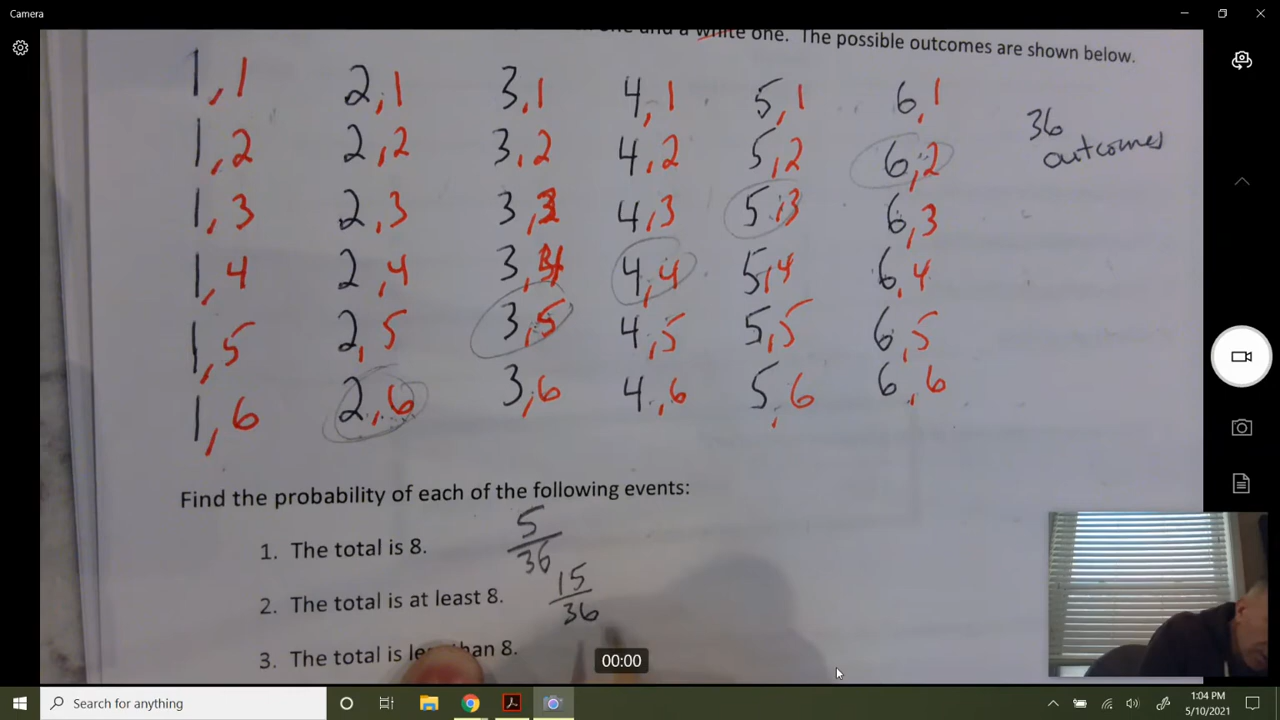 Camera
one and a white one. The possible outcomes are shown below.
1,1 2,1 3,1 4,1 5,1 6,1
1,2 2,2 3,2 4,2 5,2 6,2
36
outcomes
1,3 2,3 3,3 4,3 5,3 6,3
1,4 2,4 3,4 4,4 5,4 6,4
1,5 2,5 3,5 4,5 5,5 6,5
1,6 2,6 3,6 4,6 5,6 6,6
Find the probability of each of the following events:
1. The total is 8. 5/36
2. The total is at least 8. 15/36
3. The total is than 8.
00:00
Search for anything
1:04 PM
5/10/2021